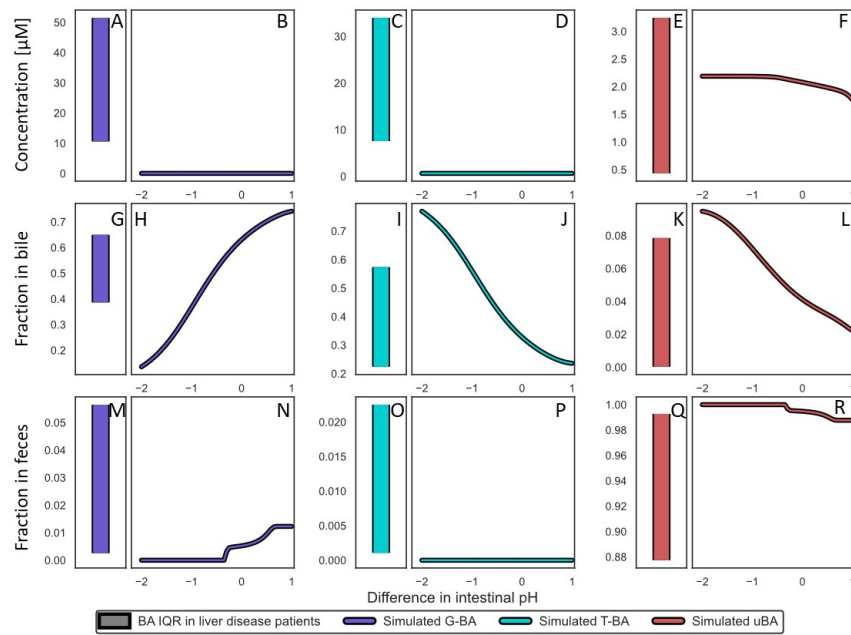 A B C D E F
Concentration [µM]
50 40 30 20 10 0
30 20 10 0
3.0 2.5 2.0 1.5 1.0 0.5
−2 −1 0 1 −2 −1 0 1 −2 −1 0 1
G H I J K L
Fraction in bile
0.7 0.6 0.5 0.4 0.3 0.2
0.7 0.6 0.5 0.4 0.3 0.2
0.08 0.06 0.04 0.02 0.00
−2 −1 0 1 −2 −1 0 1 −2 −1 0 1
M N O P Q R
Fraction in feces
0.05 0.04 0.03 0.02 0.01 0.00
0.020 0.015 0.010 0.005 0.000
1.00 0.98 0.96 0.94 0.92 0.90 0.88
−2 −1 0 1 −2 −1 0 1 −2 −1 0 1
Difference in intestinal pH
BA IQR in liver disease patients Simulated G-BA Simulated T-BA Simulated uBA